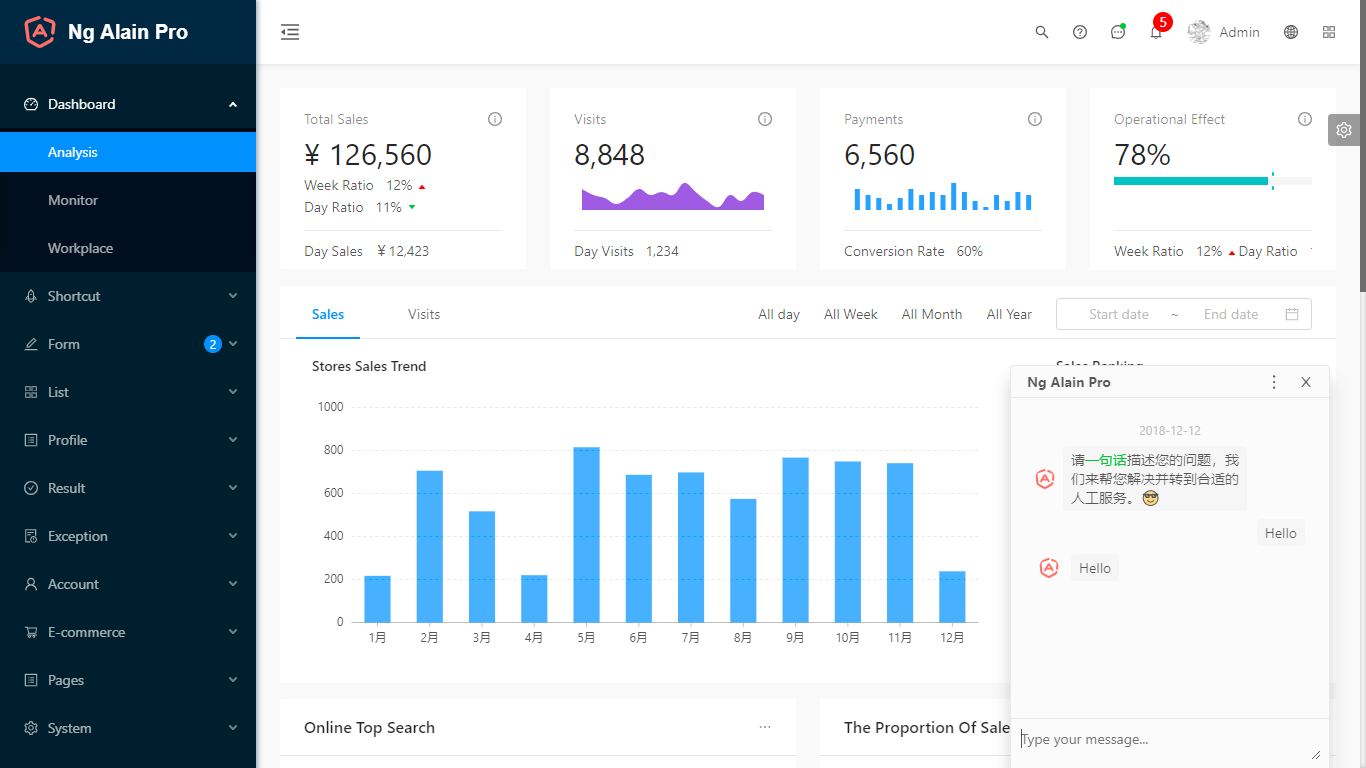 Ng Alain Pro
5
Admin
Dashboard
Analysis
Monitor
Workplace
Shortcut
Form
2
List
Profile
Result
Exception
Account
E-commerce
Pages
System
Total Sales
¥ 126,560
Week Ratio 12%
Day Ratio 11%
Day Sales ¥ 12,423
Visits
8,848
Day Visits 1,234
Payments
6,560
Conversion Rate 60%
Operational Effect
78%
Week Ratio 12% Day Ratio
Sales
Visits
All day
All Week
All Month
All Year
Start date ~ End date
Stores Sales Trend
Sales Ranking
1000
800
600
400
200
0
1月 2月 3月 4月 5月 6月 7月 8月 9月 10月 11月 12月
Online Top Search
The Proportion Of Sale
Ng Alain Pro
2018-12-12
请一句话描述您的问题，我
们来帮您解决并转到合适的
人工服务。😎
Hello
Hello
Type your message...